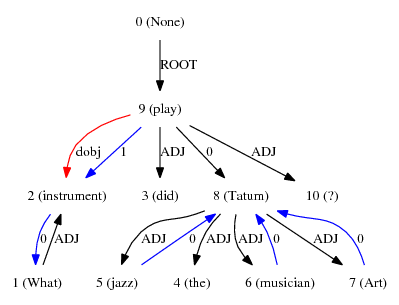 0 (None)
ROOT
9 (play)
dobj 1 ADJ 0 ADJ
2 (instrument) 3 (did) 8 (Tatum) 10 (?)
0 ADJ ADJ 0 ADJ 0 ADJ 0
1 (What) 5 (jazz) 4 (the) 6 (musician) 7 (Art)